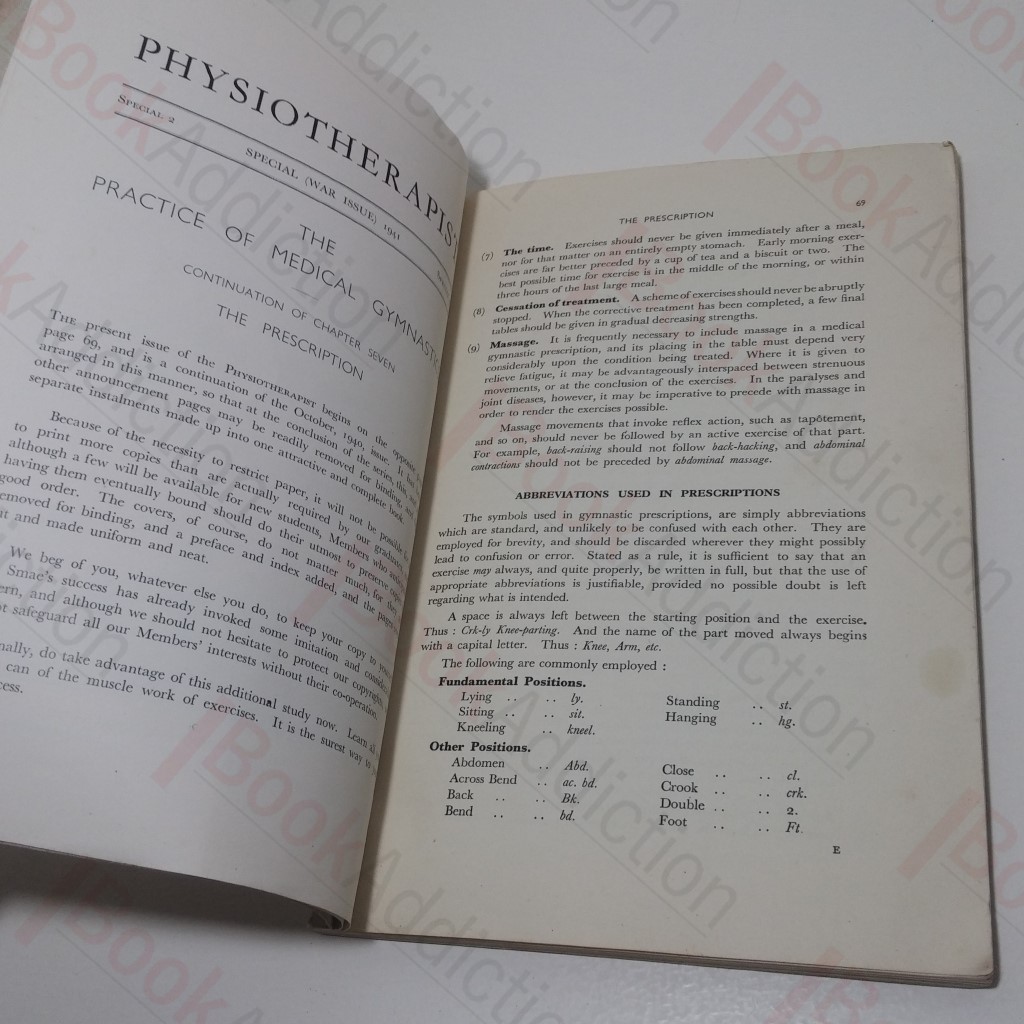 PHYSIOTHERAPIST
SPECIAL 2
SPECIAL (WAR ISSUE) 1941
THE
PRACTICE OF MEDICAL GYMNASTIC
CONTINUATION OF CHAPTER SEVEN
THE PRESCRIPTION
THE present issue of the PHYSIOTHERAPIST begins on the opposite
page 69, and is a continuation of the October, 1940, issue. It has
arranged in this manner, so that at the conclusion of the series, this and
other announcement pages may be readily removed for binding, and
separate instalments made up into one attractive and complete book.
Because of the necessity to restrict paper, it will not be possible
to print more copies than are actually required by our graduates,
although a few will be available for new students, Members who
having them eventually bound should do their utmost to preserve
good order. The covers, of course, do not matter much, for they
emoved for binding, and a preface and index added, and the pages
t and made uniform and neat.
We beg of you, whatever else you do, to keep your copy to
Smae's success has already invoked some imitation and
ern, and although we should not hesitate to protect our copyrights,
t safeguard all our Members' interests without their co-operation.
nally, do take advantage of this additional study now. Learn all
can of the muscle work of exercises. It is the surest way to
cess.
THE PRESCRIPTION
69
(7) The time. Exercises should never be given immediately after a meal,
nor for that matter on an entirely empty stomach. Early morning exer-
cises are far better preceded by a cup of tea and a biscuit or two. The
best possible time for exercise is in the middle of the morning, or within
three hours of the last large meal.
(8) Cessation of treatment. A scheme of exercises should never be abruptly
stopped. When the corrective treatment has been completed, a few final
tables should be given in gradual decreasing strengths.
(9) Massage. It is frequently necessary to include massage in a medical
gymnastic prescription, and its placing in the table must depend very
considerably upon the condition being treated. Where it is given to
relieve fatigue, it may be advantageously interspaced between strenuous
movements, or at the conclusion of the exercises. In the paralyses and
joint diseases, however, it may be imperative to precede with massage in
order to render the exercises possible.
Massage movements that invoke reflex action, such as tapôtement,
and so on, should never be followed by an active exercise of that part.
For example, back-raising should not follow back-hacking, and abdominal
contractions should not be preceded by abdominal massage.
ABBREVIATIONS USED IN PRESCRIPTIONS
The symbols used in gymnastic prescriptions, are simply abbreviations
which are standard, and unlikely to be confused with each other. They are
employed for brevity, and should be discarded wherever they might possibly
lead to confusion or error. Stated as a rule, it is sufficient to say that an
exercise may always, and quite properly, be written in full, but that the use of
appropriate abbreviations is justifiable, provided no possible doubt is left
regarding what is intended.
A space is always left between the starting position and the exercise.
Thus : Crk-ly Knee-parting. And the name of the part moved always begins
with a capital letter. Thus : Knee, Arm, etc.
The following are commonly employed :
Fundamental Positions.
Lying .. .. ly.
Sitting .. .. sit.
Kneeling .. kneel.
Standing .. st.
Hanging .. hg.
Other Positions.
Abdomen .. Abd.
Across Bend .. ac. bd.
Back .. .. Bk.
Bend .. .. bd.
Close .. .. cl.
Crook .. .. crk.
Double .. .. 2.
Foot .. .. Ft.
E
BookAddiction